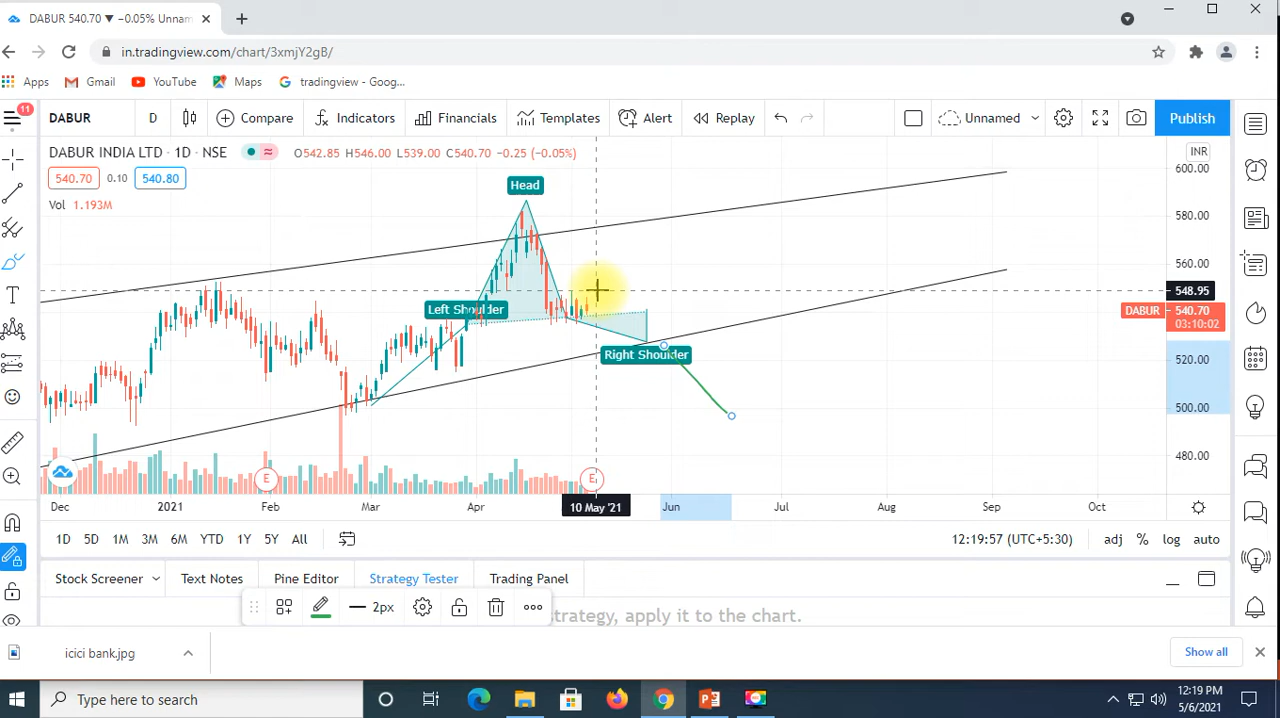 DABUR 540.70 ▼ −0.05% Unnam
in.tradingview.com/chart/3xmjY2gB/
Apps Gmail YouTube Maps tradingview - Goog...
11
DABUR D Compare Indicators Financials Templates Alert Replay Unnamed Publish
DABUR INDIA LTD · 1D · NSE O542.85 H546.00 L539.00 C540.70 −0.25 (−0.05%) INR
540.70 0.10 540.80
Vol 1.193M
600.00
580.00
560.00
548.95
DABUR 540.70
03:10:02
520.00
500.00
480.00
Head
Left Shoulder
Right Shoulder
E E
Dec 2021 Feb Mar Apr 10 May '21 Jun Jul Aug Sep Oct
1D 5D 1M 3M 6M YTD 1Y 5Y All 12:19:57 (UTC+5:30) adj % log auto
Stock Screener Text Notes Pine Editor Strategy Tester Trading Panel
2px
strategy, apply it to the chart.
icici bank.jpg Show all
Type here to search
12:19 PM
5/6/2021